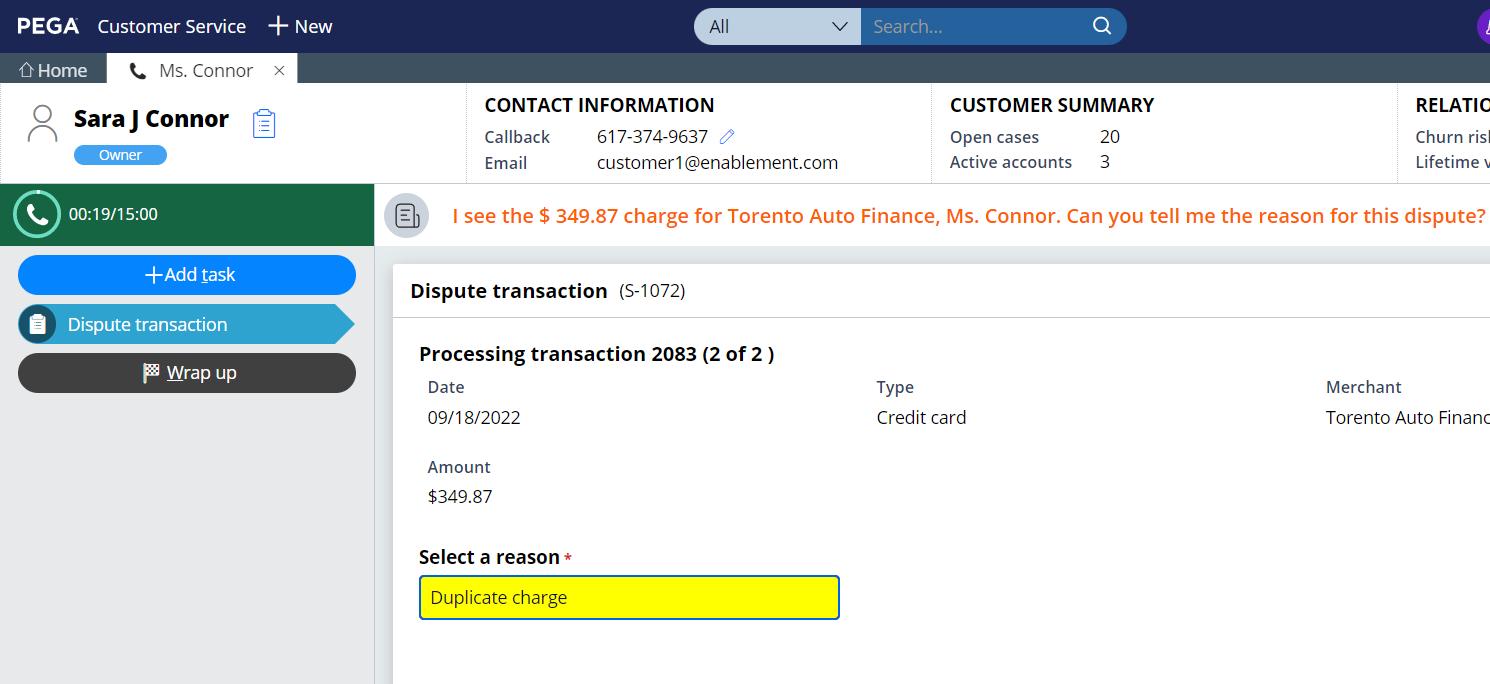 PEGA Customer Service + New All Search...
Home Ms. Connor ×
Sara J Connor
Owner
CONTACT INFORMATION
Callback 617-374-9637
Email customer1@enablement.com
CUSTOMER SUMMARY
Open cases 20
Active accounts 3
RELATIO
Churn risl
Lifetime v
00:19/15:00
I see the $ 349.87 charge for Torento Auto Finance, Ms. Connor. Can you tell me the reason for this dispute?
+Add task
Dispute transaction
Wrap up
Dispute transaction (S-1072)
Processing transaction 2083 (2 of 2 )
Date Type Merchant
09/18/2022 Credit card Torento Auto Financ
Amount
$349.87
Select a reason *
Duplicate charge